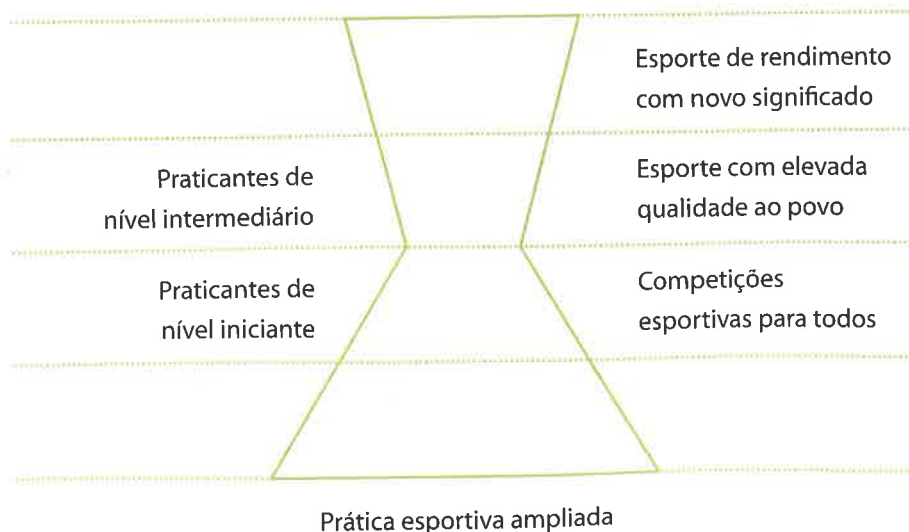 Esporte de rendimento
com novo significado
Praticantes de
nível intermediário
Esporte com elevada
qualidade ao povo
Praticantes de
nível iniciante
Competições
esportivas para todos
Prática esportiva ampliada